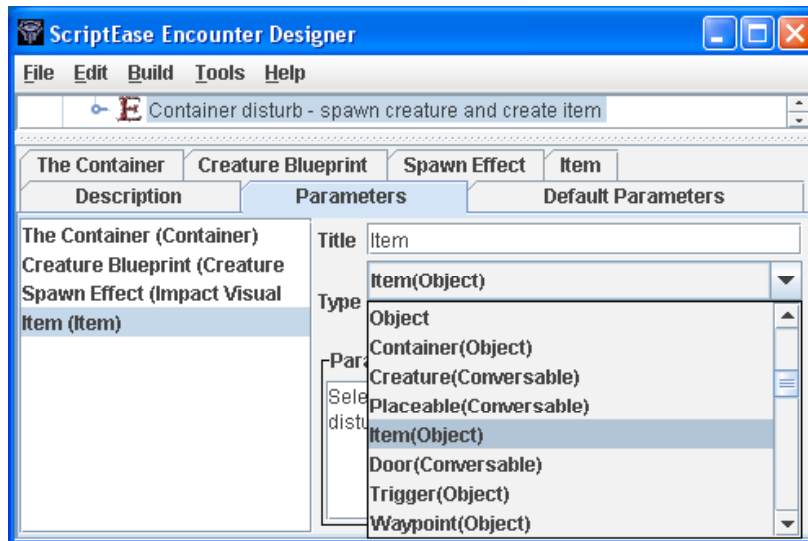 ScriptEase Encounter Designer
File Edit Build Tools Help
E Container disturb - spawn creature and create item
The Container Creature Blueprint Spawn Effect Item
Description Parameters Default Parameters
The Container (Container)
Creature Blueprint (Creature
Spawn Effect (Impact Visual
Item (Item)
Title Item
Type Item(Object)
Object
Container(Object)
Creature(Conversable)
Placeable(Conversable)
Item(Object)
Door(Conversable)
Trigger(Object)
Waypoint(Object)